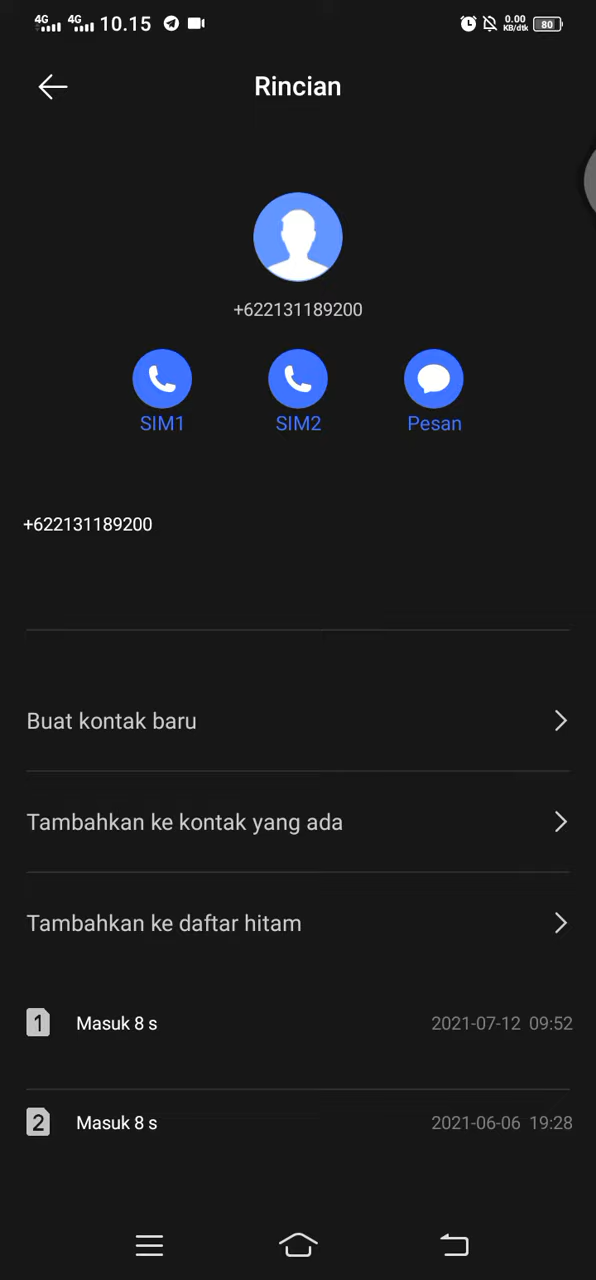 4G 4G 10.15 0.00 KB/dtk 80
Rincian
+622131189200
SIM1 SIM2 Pesan
+622131189200
Buat kontak baru
Tambahkan ke kontak yang ada
Tambahkan ke daftar hitam
1 Masuk 8 s 2021-07-12 09:52
2 Masuk 8 s 2021-06-06 19:28